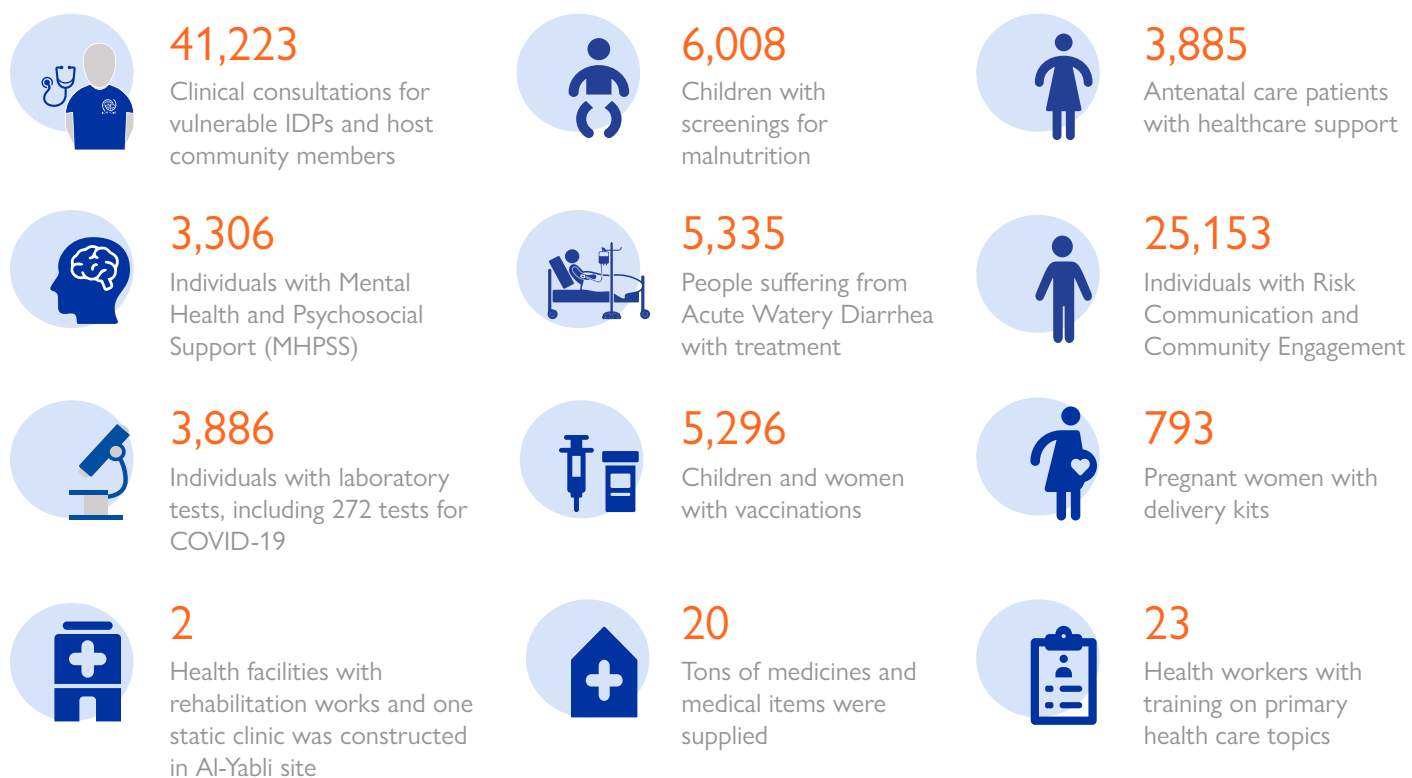 41,223
Clinical consultations for
vulnerable IDPs and host
community members
6,008
Children with
screenings for
malnutrition
3,885
Antenatal care patients
with healthcare support
3,306
Individuals with Mental
Health and Psychosocial
Support (MHPSS)
5,335
People suffering from
Acute Watery Diarrhea
with treatment
25,153
Individuals with Risk
Communication and
Community Engagement
3,886
Individuals with laboratory
tests, including 272 tests for
COVID-19
5,296
Children and women
with vaccinations
793
Pregnant women with
delivery kits
2
Health facilities with
rehabilitation works and one
static clinic was constructed
in Al-Yabli site
20
Tons of medicines and
medical items were
supplied
23
Health workers with
training on primary
health care topics